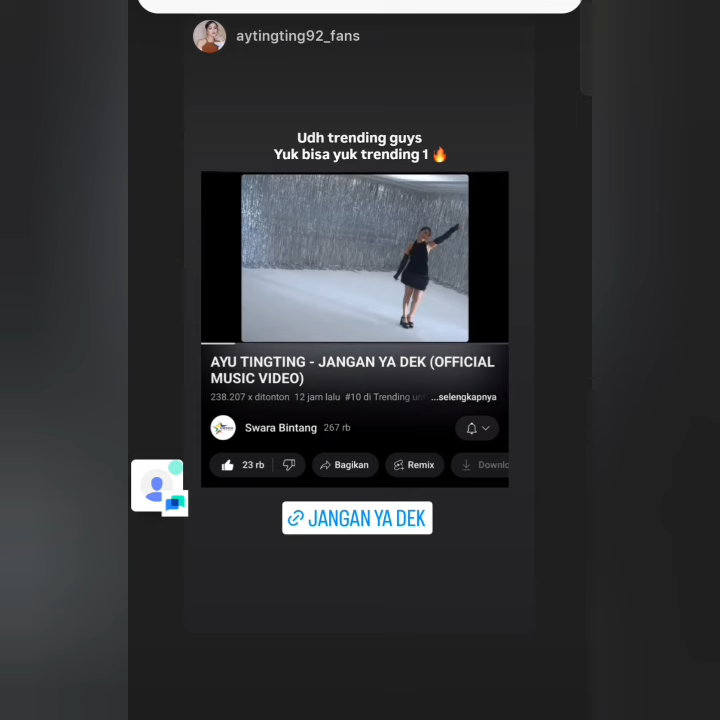 aytingting92_fans
Udh trending guys
Yuk bisa yuk trending 1 🔥
AYU TINGTING - JANGAN YA DEK (OFFICIAL
MUSIC VIDEO)
238.207 x ditonton 12 jam lalu #10 di Trending un ...selengkapnya
Swara Bintang 267 rb
23 rb Bagikan Remix Downlo
JANGAN YA DEK